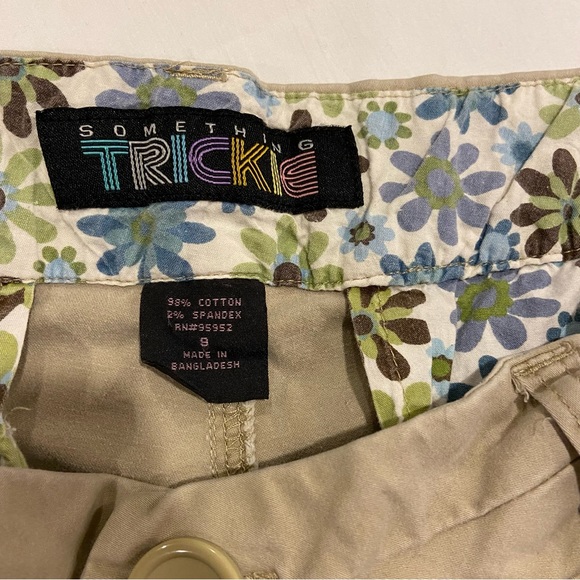 SOMETHING
TRICKIE
98% COTTON
2% SPANDEX
RN#95952
9
MADE IN
BANGLADESH